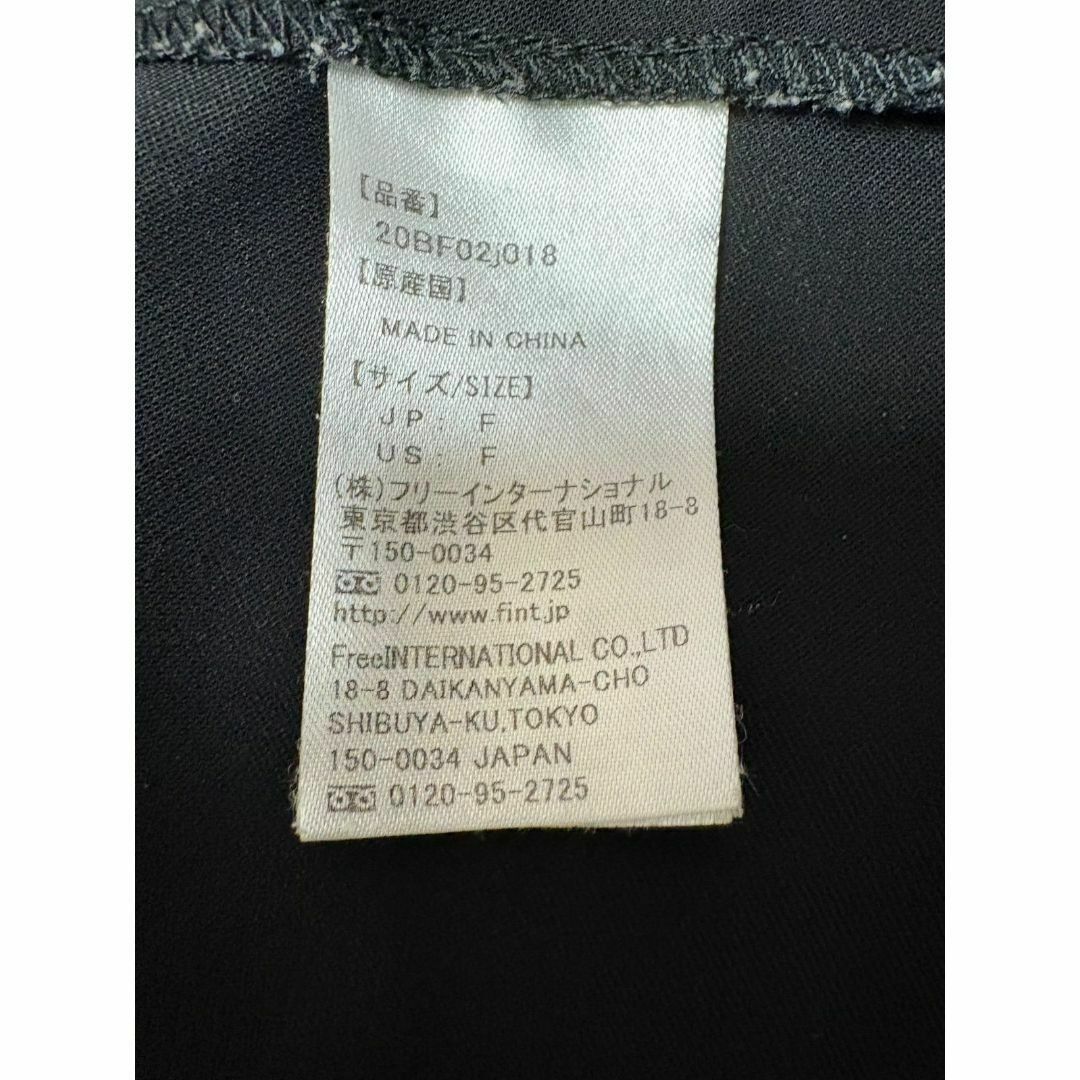 【品番】
20BF02j018
【原産国】
MADE IN CHINA
【サイズ/SIZE】
JP: F
US: F
(株)フリーインターナショナル
東京都渋谷区代官山町18-8
〒150-0034
0120-95-2725
http://www.fint.jp
FreeINTERNATIONAL CO.,LTD
18-8 DAIKANYAMA-CHO
SHIBUYA-KU,TOKYO
150-0034 JAPAN
0120-95-2725